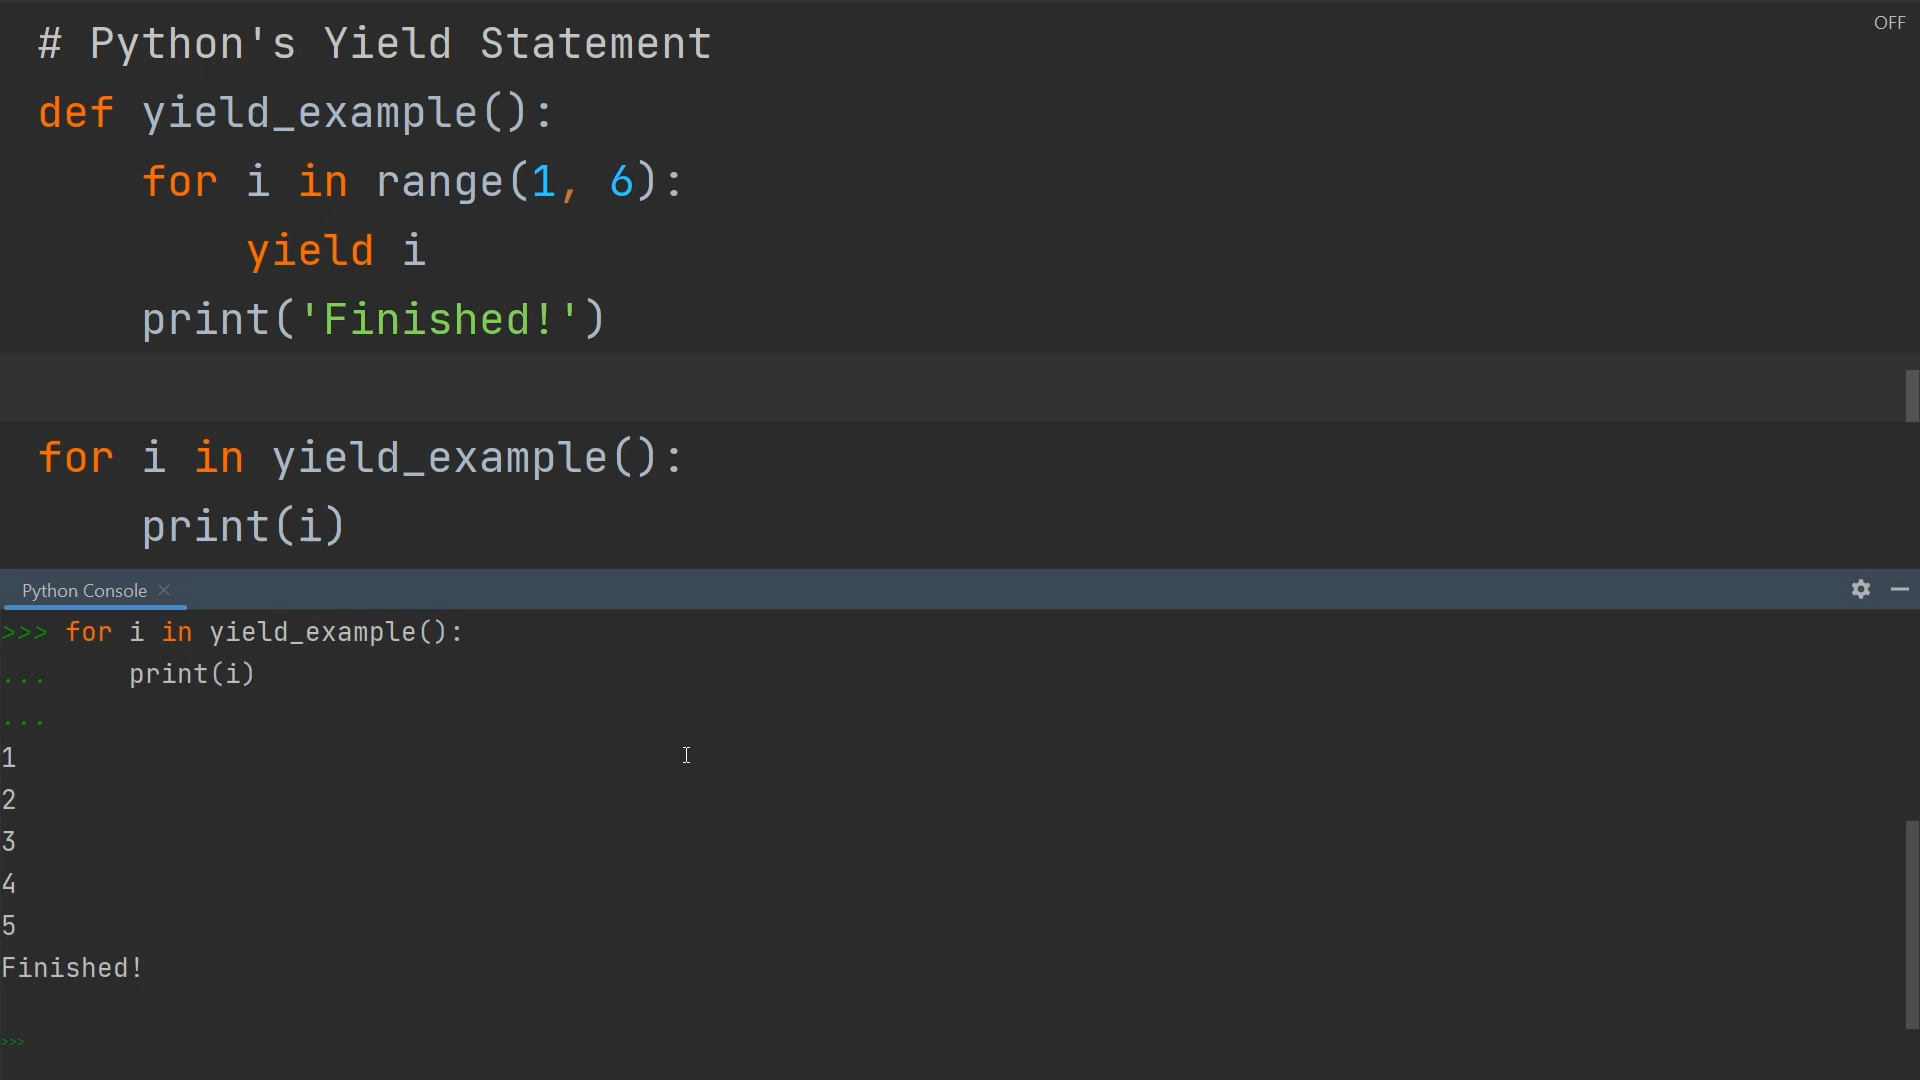 # Python's Yield Statement
OFF
def yield_example():
    for i in range(1, 6):
        yield i
    print('Finished!')
for i in yield_example():
    print(i)
Python Console
>>> for i in yield_example():
...     print(i)
...
1
2
3
4
5
Finished!
>>>